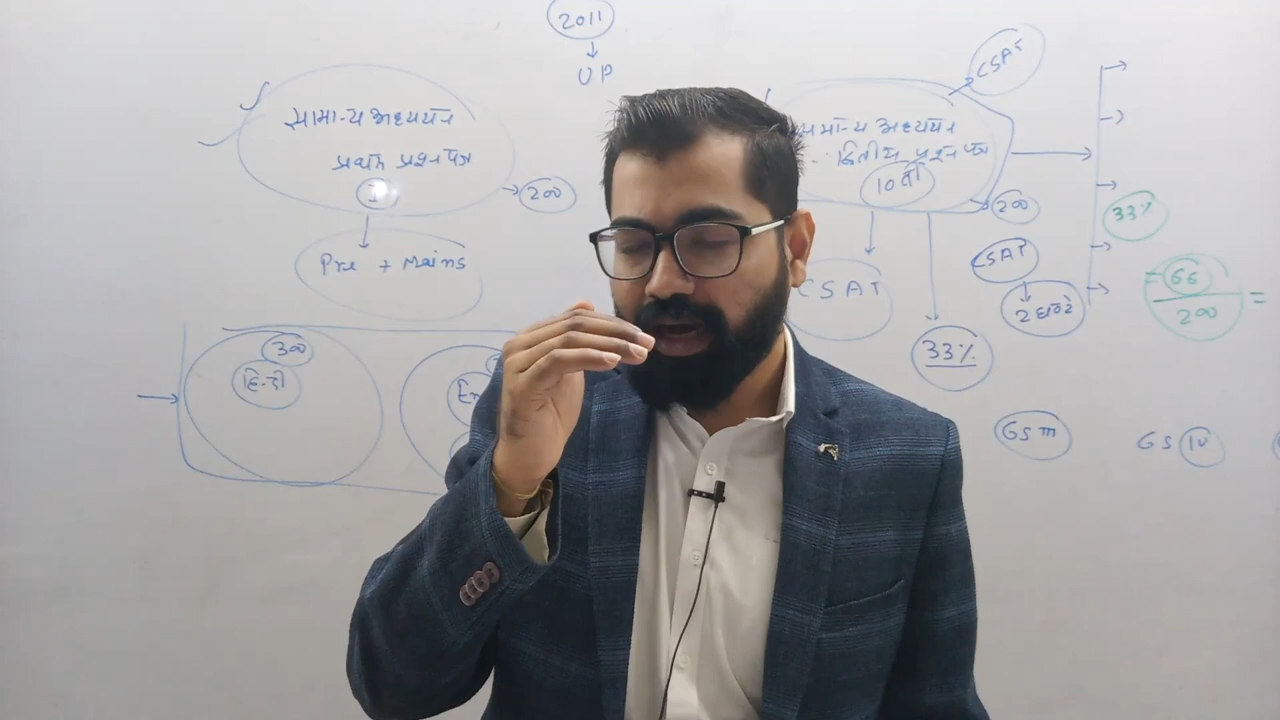 2011
UP
CSAT
सामान्य अध्ययन
प्रथम प्रश्नपत्र
200
Pre + Mains
सामान्य अध्ययन
द्वितीय प्रश्न पत्र
10वीं
200
33%
CSAT
2 घण्टे
66
200
=
CSAT
33%
300
हिन्दी
GS III
GS IV